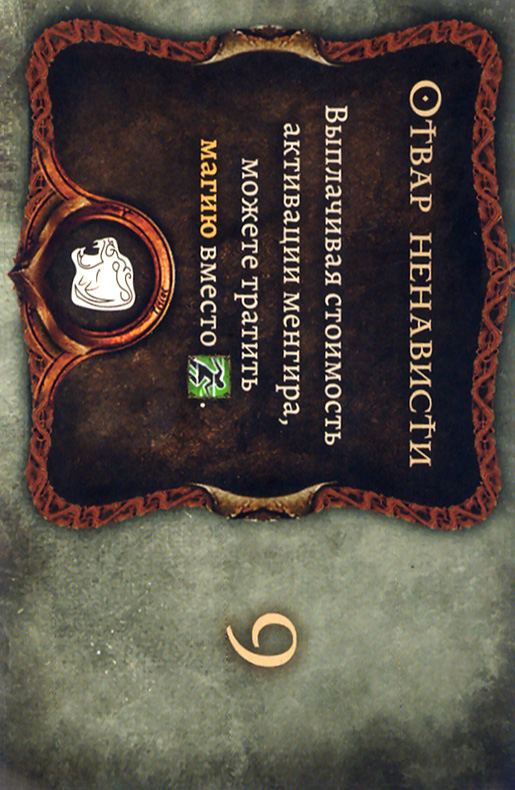 Отвар ненависти
Выплачивая стоимость
активации менгира,
можете тратить
магию вместо .
9